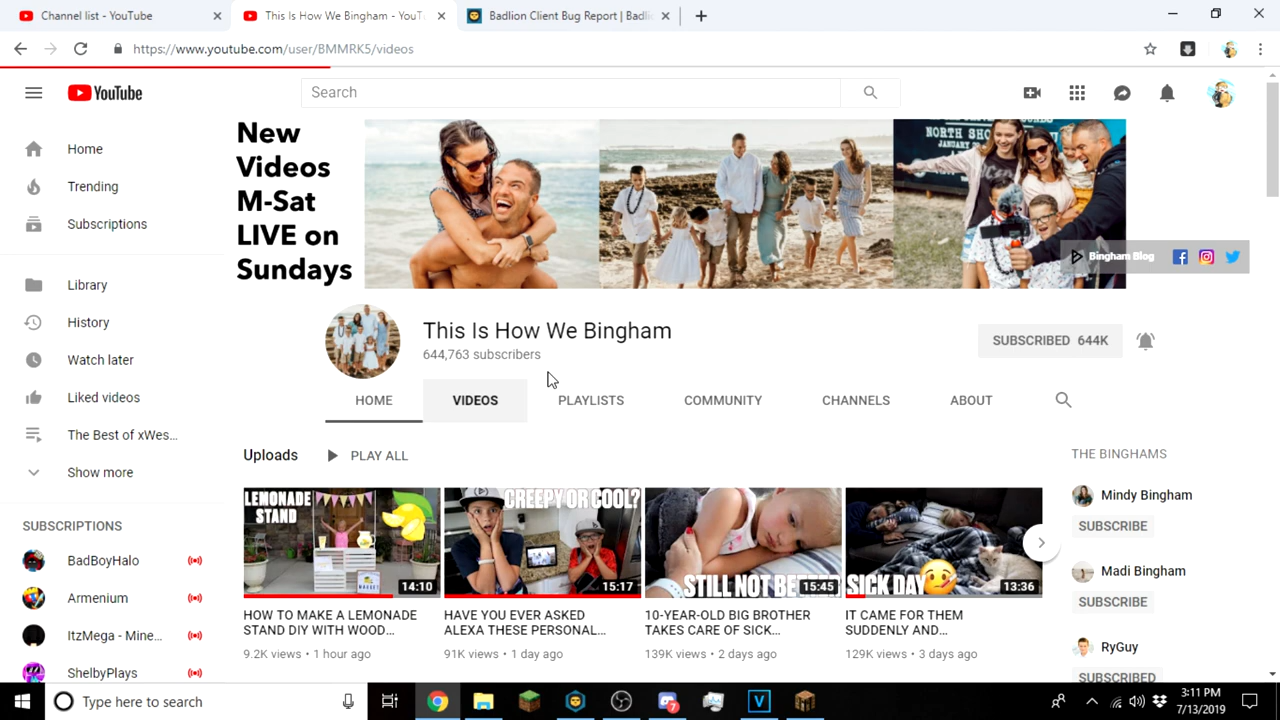 Channel list - YouTube
This Is How We Bingham - YouT
Badlion Client Bug Report | Badli
https://www.youtube.com/user/BMMRK5/videos
YouTube
Search
Home
Trending
Subscriptions
Library
History
Watch later
Liked videos
The Best of xWes...
Show more
SUBSCRIPTIONS
BadBoyHalo
Armenium
ItzMega - Mine...
ShelbyPlays
New
Videos
M-Sat
LIVE on
Sundays
NORTH SHO
Bingham Blog
This Is How We Bingham
644,763 subscribers
SUBSCRIBED 644K
HOME VIDEOS PLAYLISTS COMMUNITY CHANNELS ABOUT
Uploads PLAY ALL
LEMONADE
STAND
14:10
HOW TO MAKE A LEMONADE
STAND DIY WITH WOOD...
9.2K views • 1 hour ago
CREEPY OR COOL?
15:17
HAVE YOU EVER ASKED
ALEXA THESE PERSONAL...
91K views • 1 day ago
STILL NOT BETTER
15:45
10-YEAR-OLD BIG BROTHER
TAKES CARE OF SICK...
139K views • 2 days ago
SICK DAY
13:36
IT CAME FOR THEM
SUDDENLY AND...
129K views • 3 days ago
THE BINGHAMS
Mindy Bingham
SUBSCRIBE
Madi Bingham
SUBSCRIBE
RyGuy
SUBSCRIBED
Type here to search
7
V
3:11 PM
7/13/2019